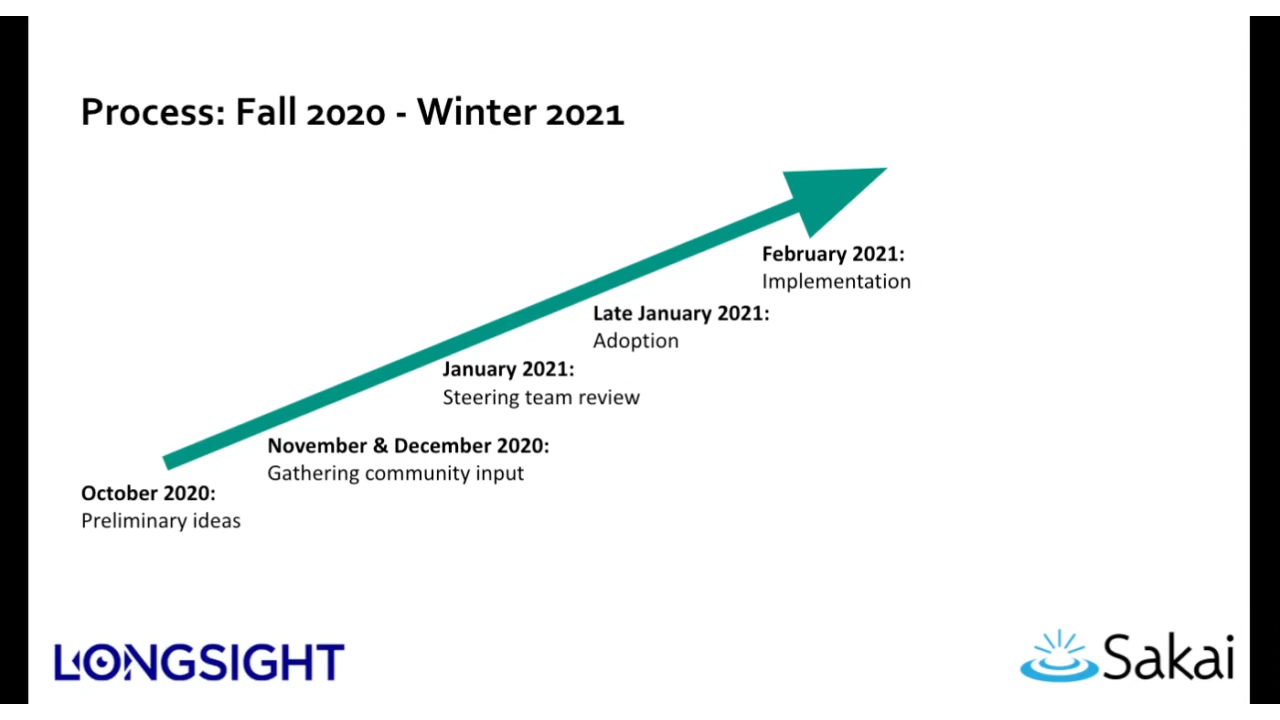 Process: Fall 2020 - Winter 2021
February 2021:
Implementation
Late January 2021:
Adoption
January 2021:
Steering team review
November & December 2020:
Gathering community input
October 2020:
Preliminary ideas
LONGSIGHT
Sakai